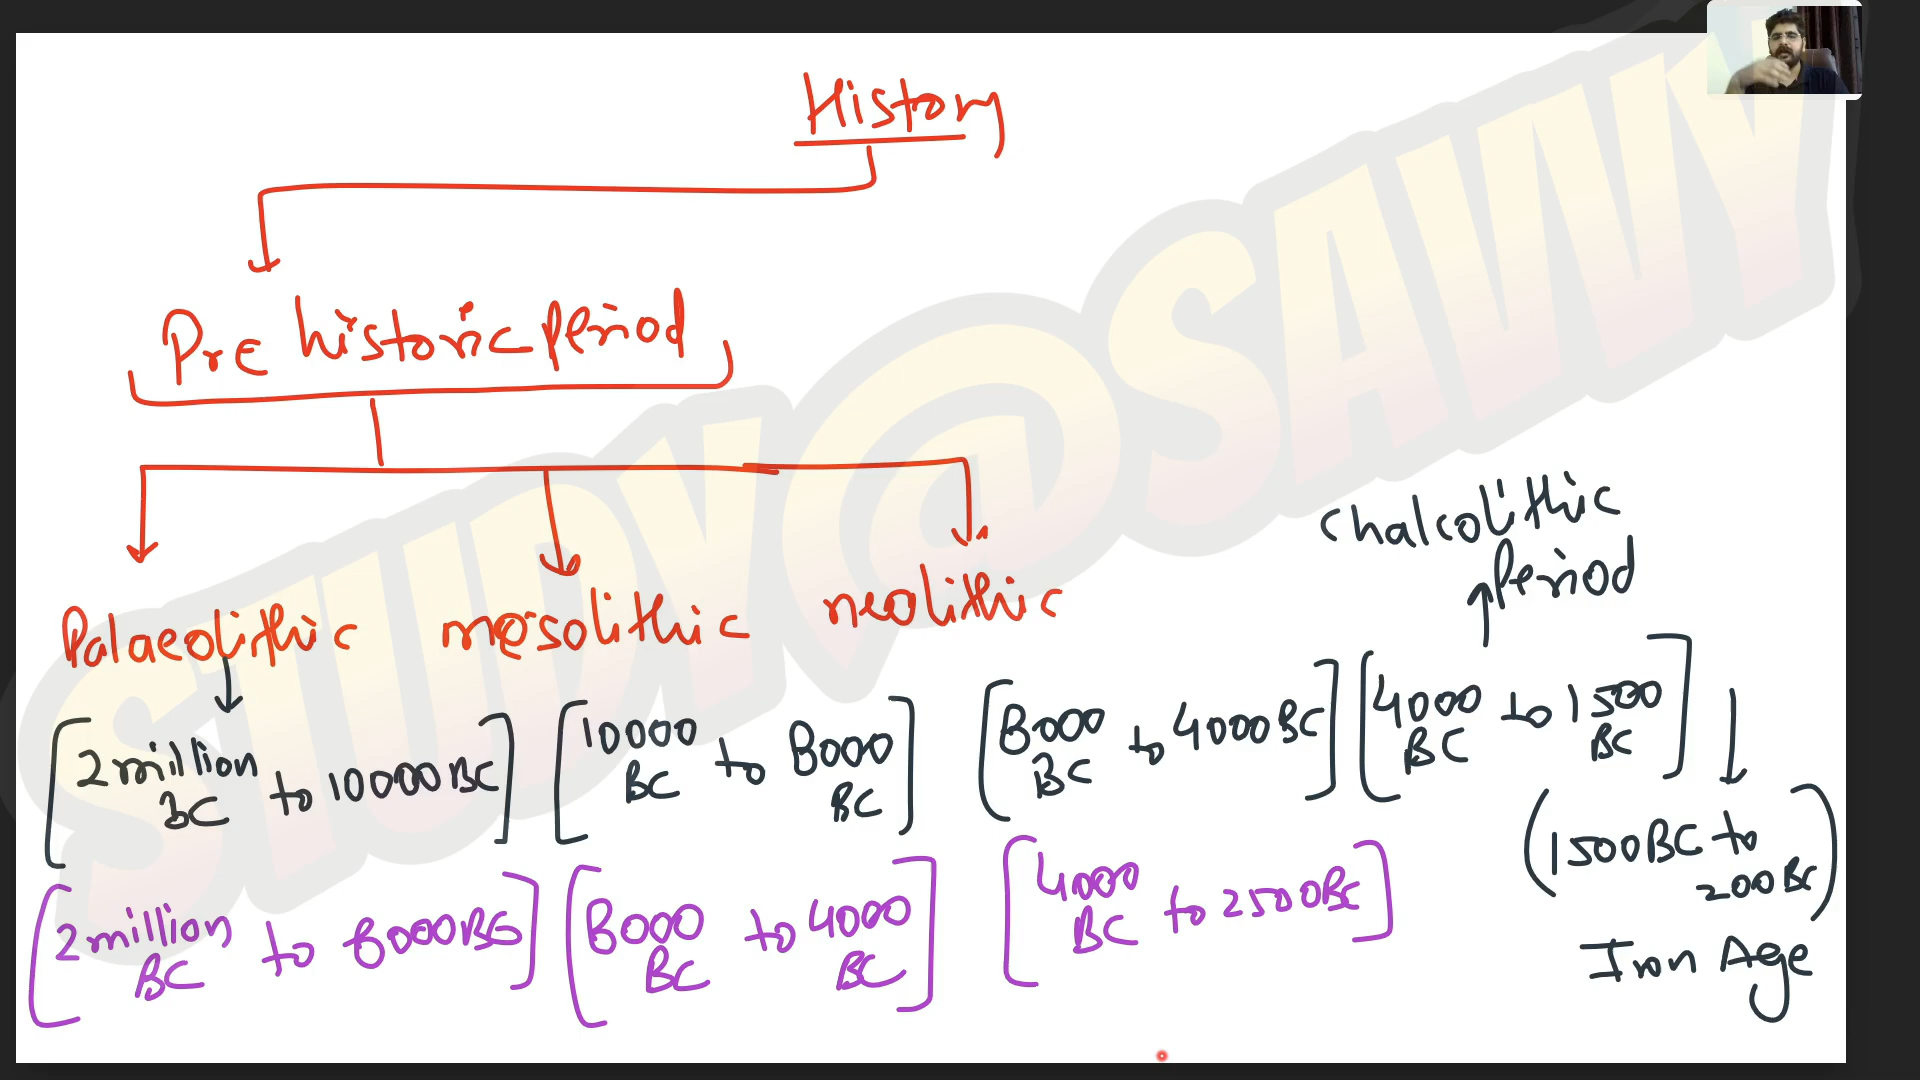 History
Pre historic Period
Palaeolithic mesolithic neolithic
Chalcolithic
Period
[2 million BC to 10000 BC] [10000 BC to 8000 BC] [8000 BC to 4000 BC] [4000 BC to 1500 BC]
(1500 BC to 200 BC)
Iron Age
[2 million BC to 8000 BC] [8000 BC to 4000 BC] [4000 BC to 2500 BC]
STUDY@SAVVY